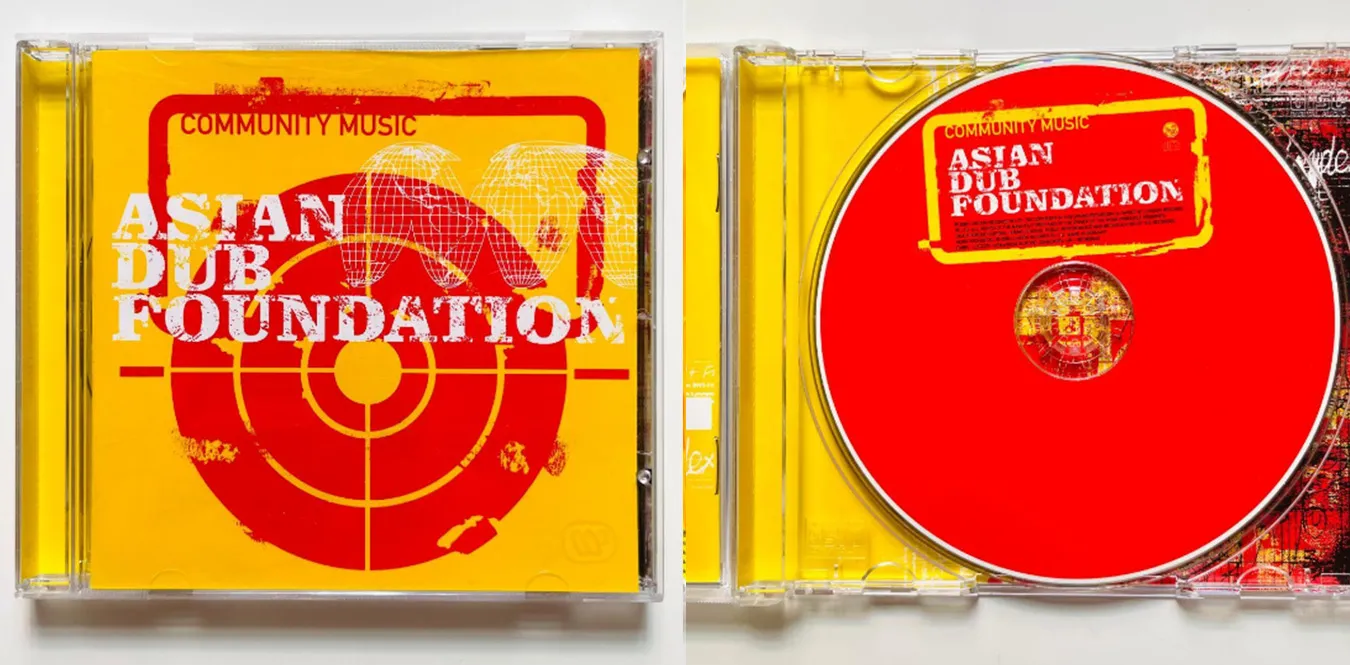 COMMUNITY MUSIC
ASIAN
DUB
FOUNDATION
COMMUNITY MUSIC
ASIAN
DUB
FOUNDATION